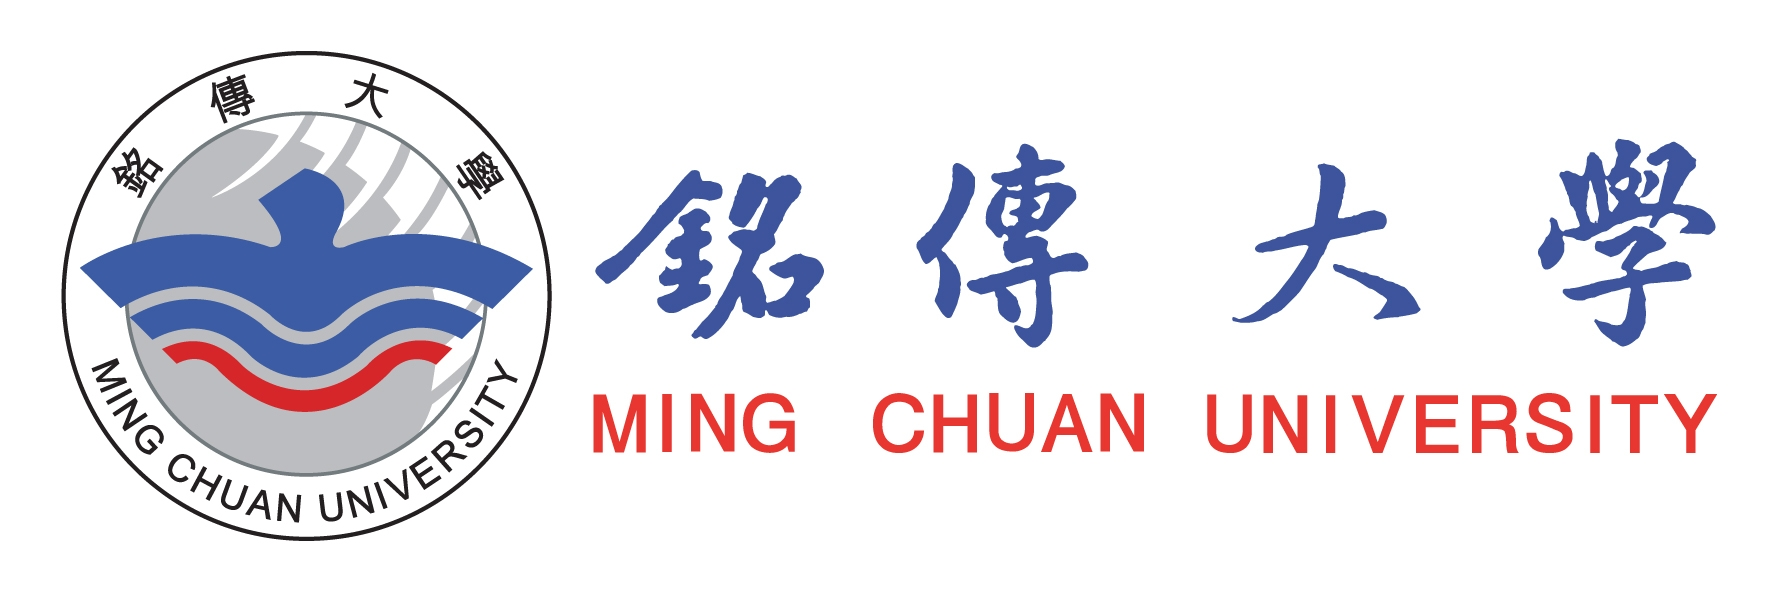 銘傳大學
MING CHUAN UNIVERSITY
銘傳大學
MING CHUAN UNIVERSITY